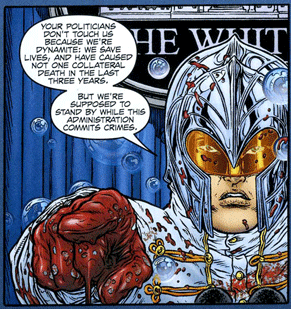 HE WHIT
YOUR POLITICIANS
DON'T TOUCH US
BECAUSE WE'RE
DYNAMITE: WE SAVE
LIVES, AND HAVE CAUSED
NOT ONE COLLATERAL
DEATH IN THE LAST
THREE YEARS.
BUT WE'RE
SUPPOSED TO
STAND BY WHILE THIS
ADMINISTRATION
COMMITS CRIMES.